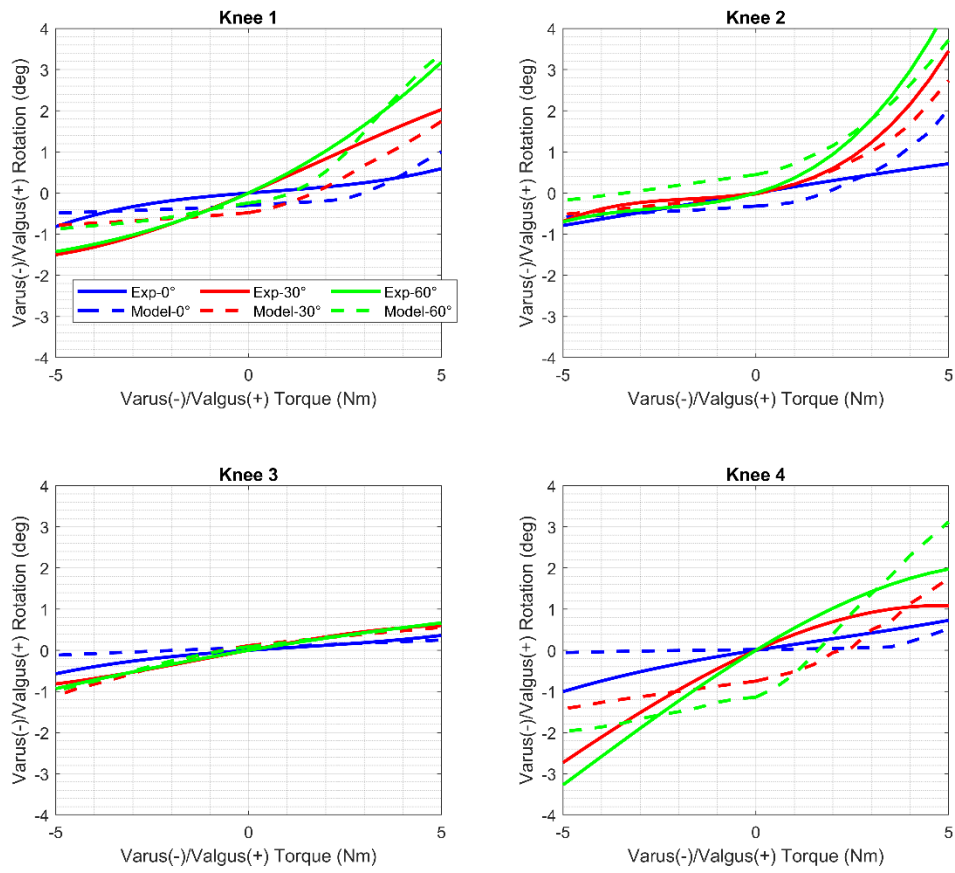 Knee 1
4
3
2
1
0
-1
-2
-3
-4
Varus(-)/Valgus(+) Rotation (deg)
Exp-0° Exp-30° Exp-60°
Model-0° Model-30° Model-60°
-5 0 5
Varus(-)/Valgus(+) Torque (Nm)
Knee 2
4
3
2
1
0
-1
-2
-3
-4
Varus(-)/Valgus(+) Rotation (deg)
-5 0 5
Varus(-)/Valgus(+) Torque (Nm)
Knee 3
4
3
2
1
0
-1
-2
-3
-4
Varus(-)/Valgus(+) Rotation (deg)
-5 0 5
Varus(-)/Valgus(+) Torque (Nm)
Knee 4
4
3
2
1
0
-1
-2
-3
-4
Varus(-)/Valgus(+) Rotation (deg)
-5 0 5
Varus(-)/Valgus(+) Torque (Nm)